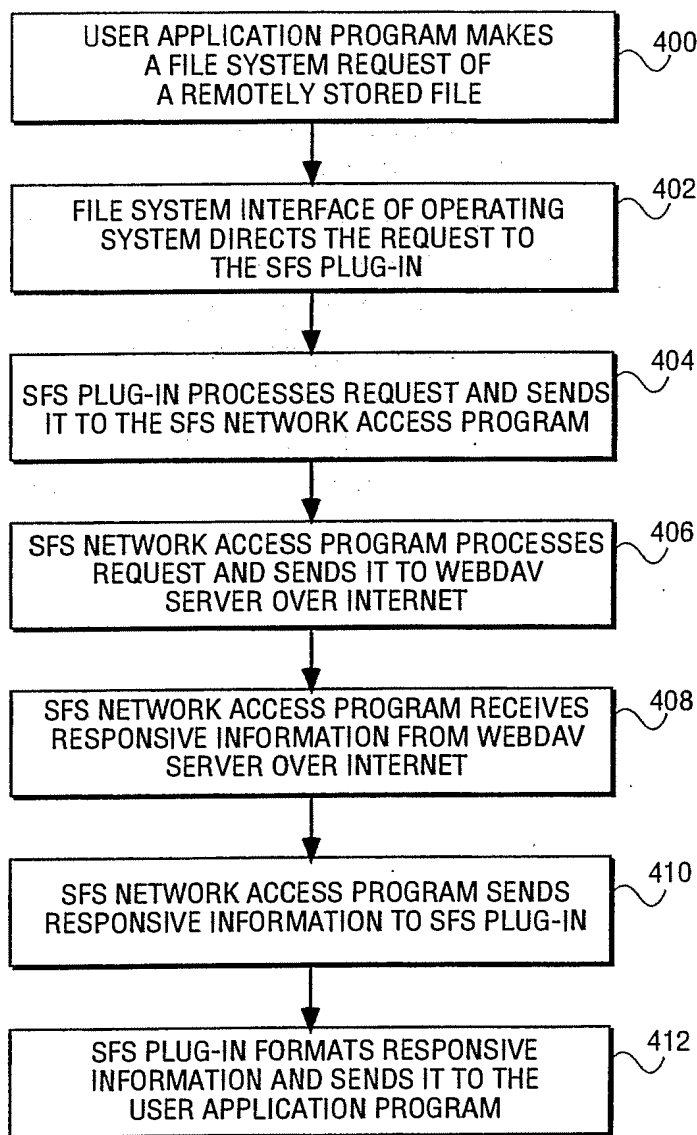 USER APPLICATION PROGRAM MAKES
A FILE SYSTEM REQUEST OF
A REMOTELY STORED FILE
400
FILE SYSTEM INTERFACE OF OPERATING
SYSTEM DIRECTS THE REQUEST TO
THE SFS PLUG-IN
402
SFS PLUG-IN PROCESSES REQUEST AND SENDS
IT TO THE SFS NETWORK ACCESS PROGRAM
404
SFS NETWORK ACCESS PROGRAM PROCESSES
REQUEST AND SENDS IT TO WEBDAV
SERVER OVER INTERNET
406
SFS NETWORK ACCESS PROGRAM RECEIVES
RESPONSIVE INFORMATION FROM WEBDAV
SERVER OVER INTERNET
408
SFS NETWORK ACCESS PROGRAM SENDS
RESPONSIVE INFORMATION TO SFS PLUG-IN
410
SFS PLUG-IN FORMATS RESPONSIVE
INFORMATION AND SENDS IT TO THE
USER APPLICATION PROGRAM
412